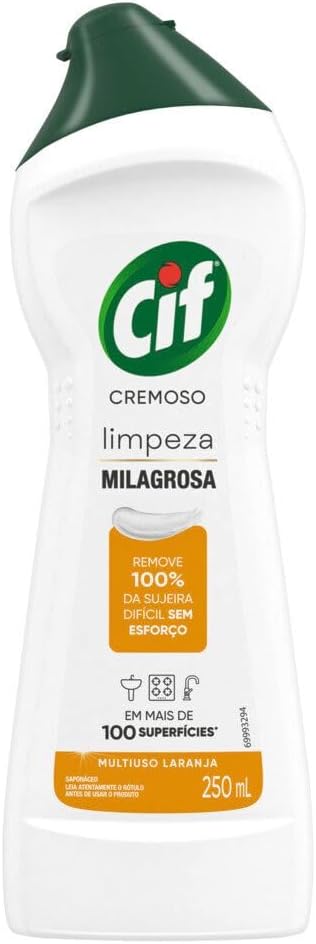 Cif
CREMOSO
limpeza
MILAGROSA
REMOVE
100%
DA SUJEIRA
DIFÍCIL SEM
ESFORÇO
EM MAIS DE
100 SUPERFÍCIES*
69993294
MULTIUSO LARANJA
SAPONÁCEO
LEIA ATENTAMENTE O RÓTULO
ANTES DE USAR O PRODUTO
250 mL